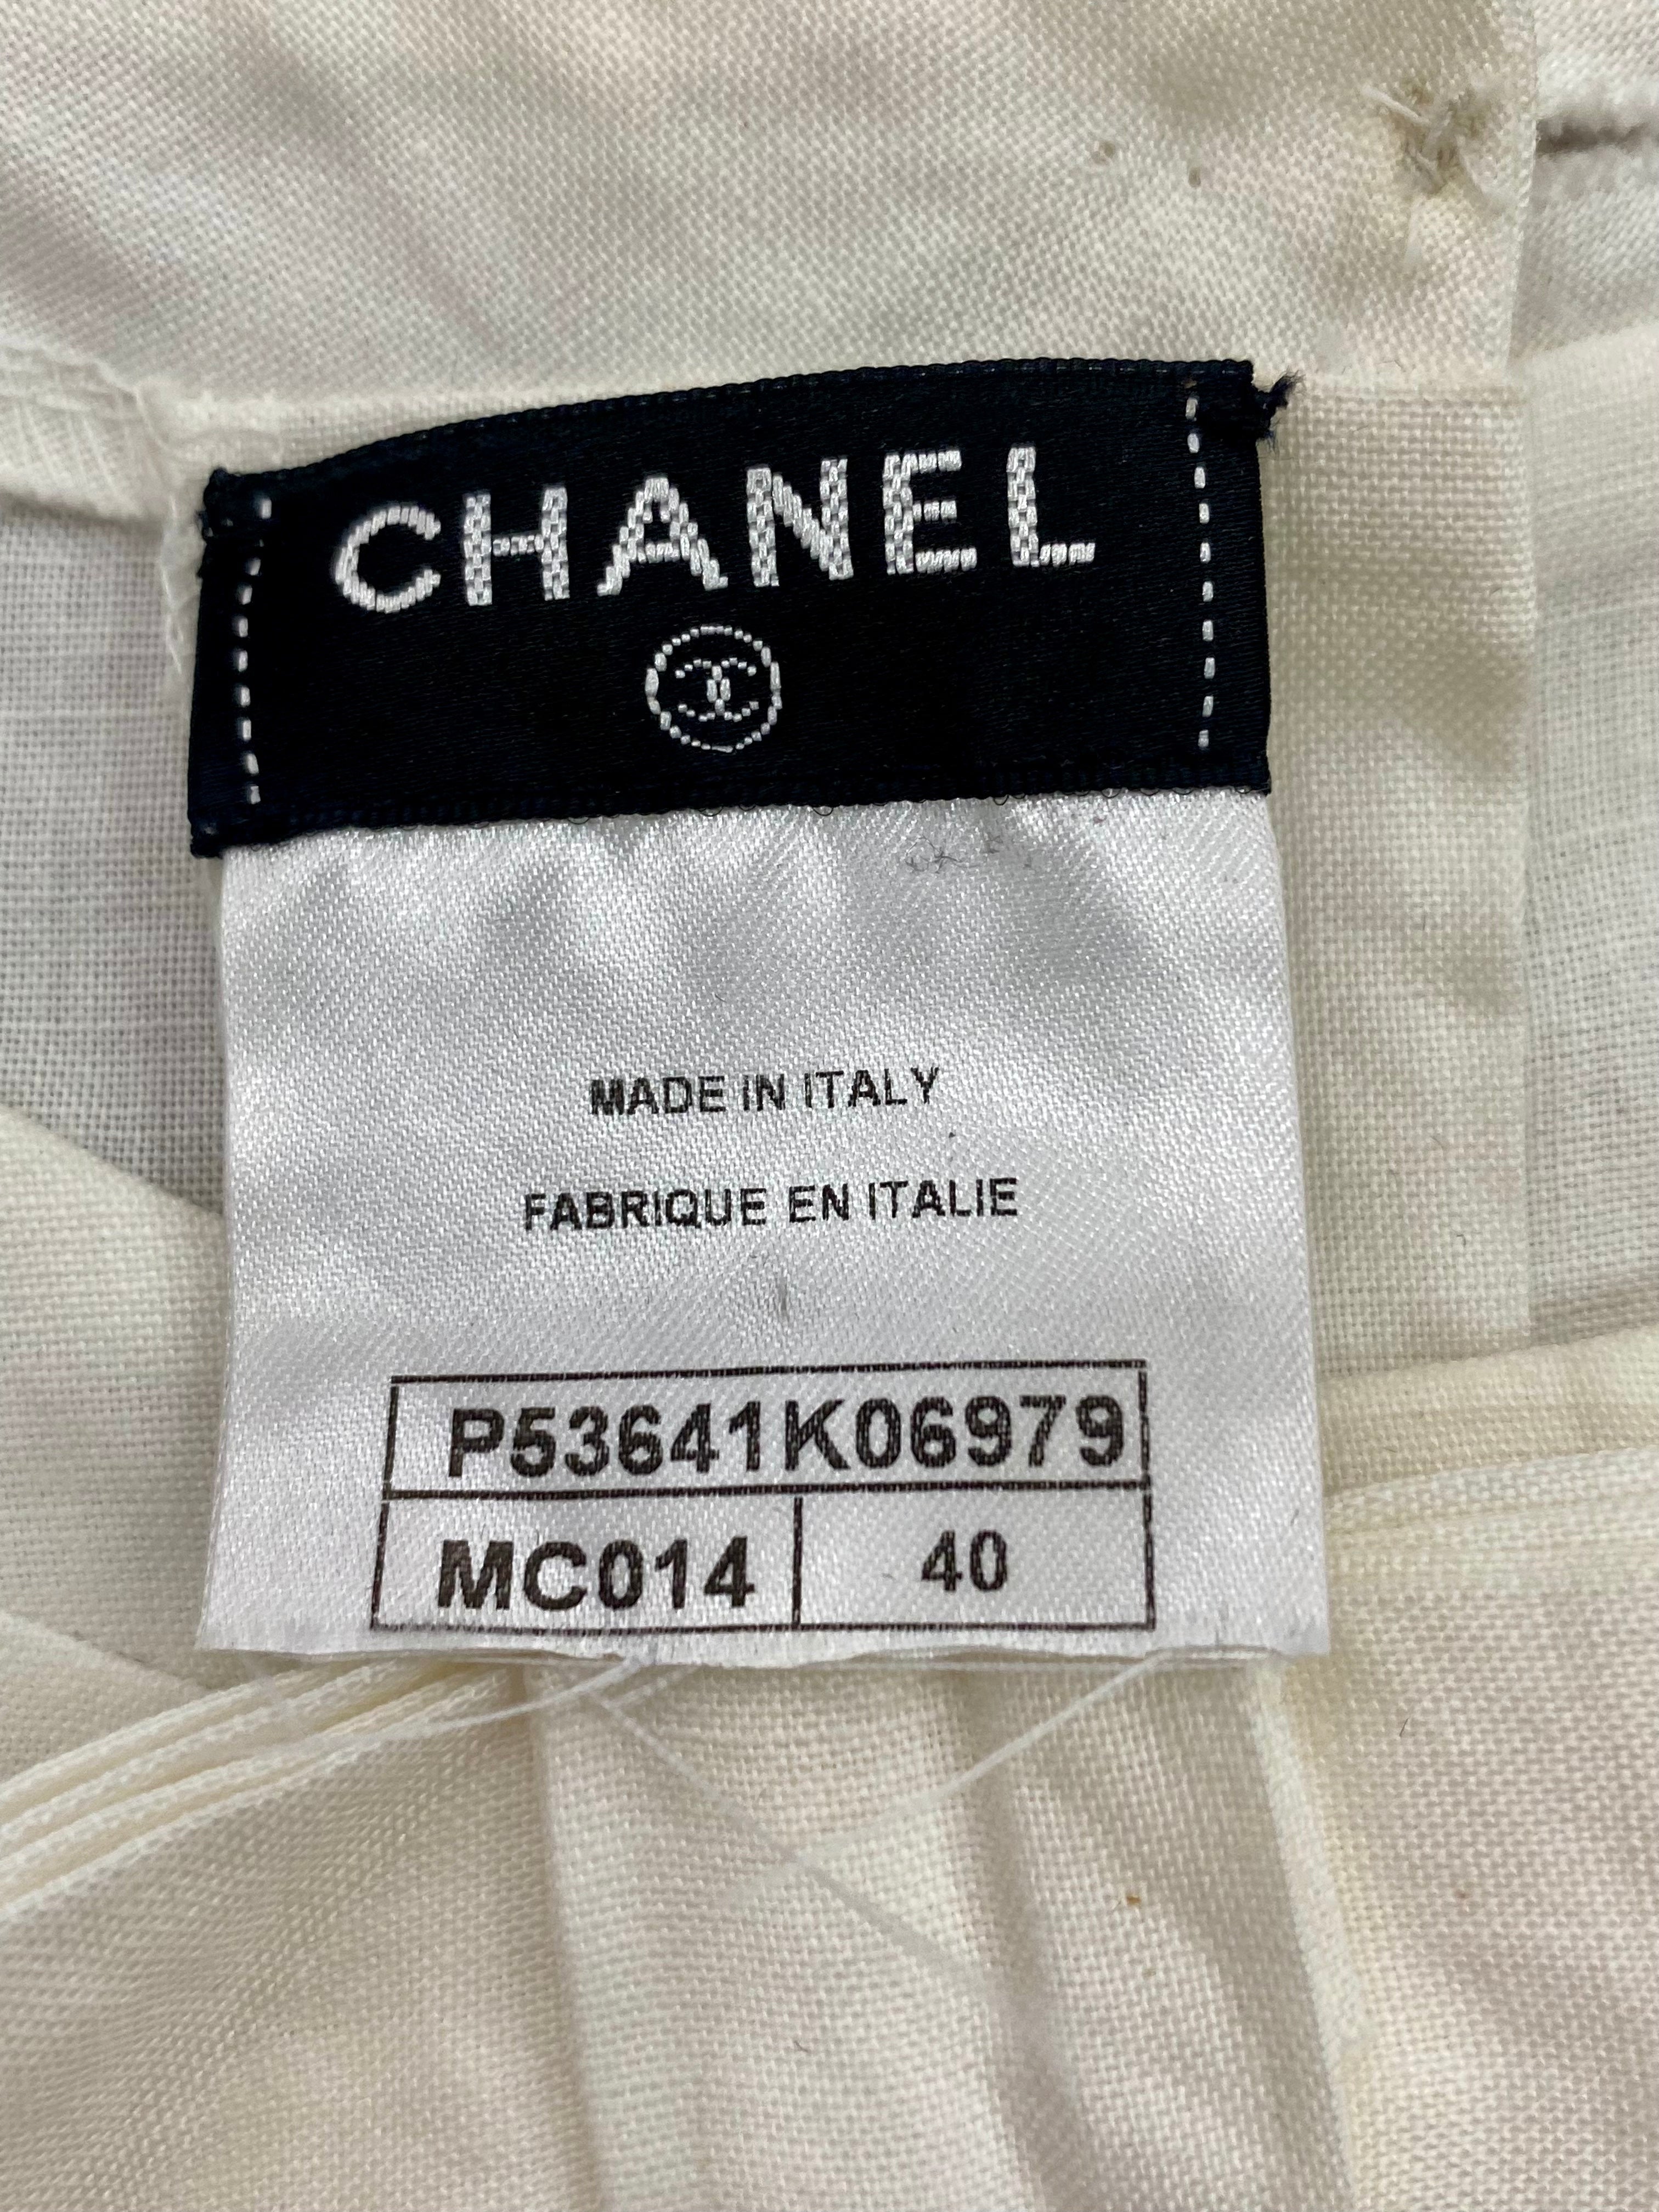 CHANEL
MADE IN ITALY
FABRIQUE EN ITALIE
P53641K06979
MC014 40